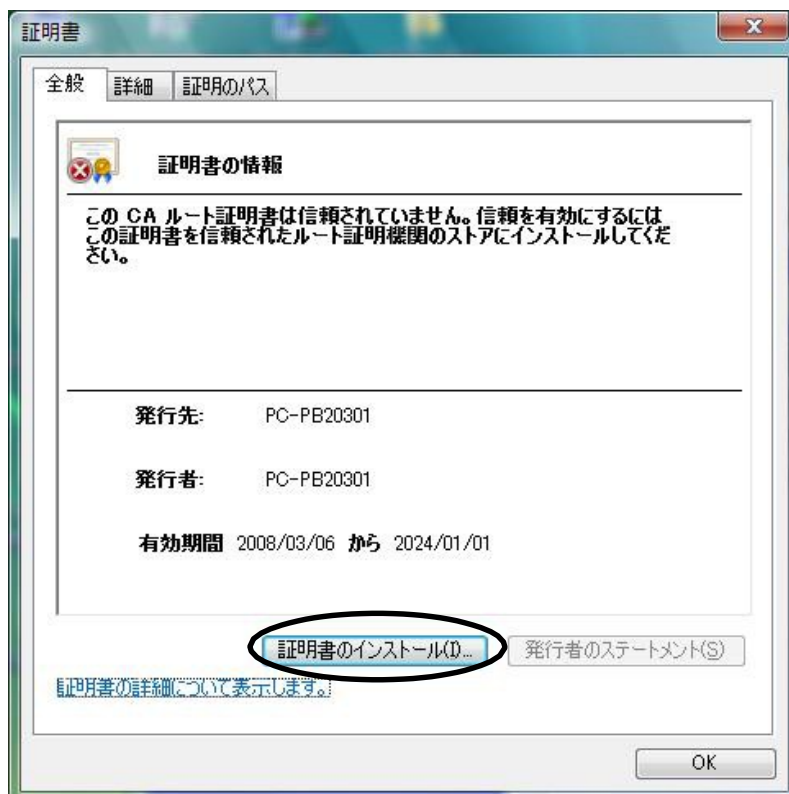 証明書
全般 詳細 証明のパス
証明書の情報
この CA ルート証明書は信頼されていません。信頼を有効にするには
この証明書を信頼されたルート証明機関のストアにインストールしてくだ
さい。
発行先: PC-PB20301
発行者: PC-PB20301
有効期間 2008/03/06 から 2024/01/01
証明書のインストール(I)... 発行者のステートメント(S)
証明書の詳細について表示します。
OK